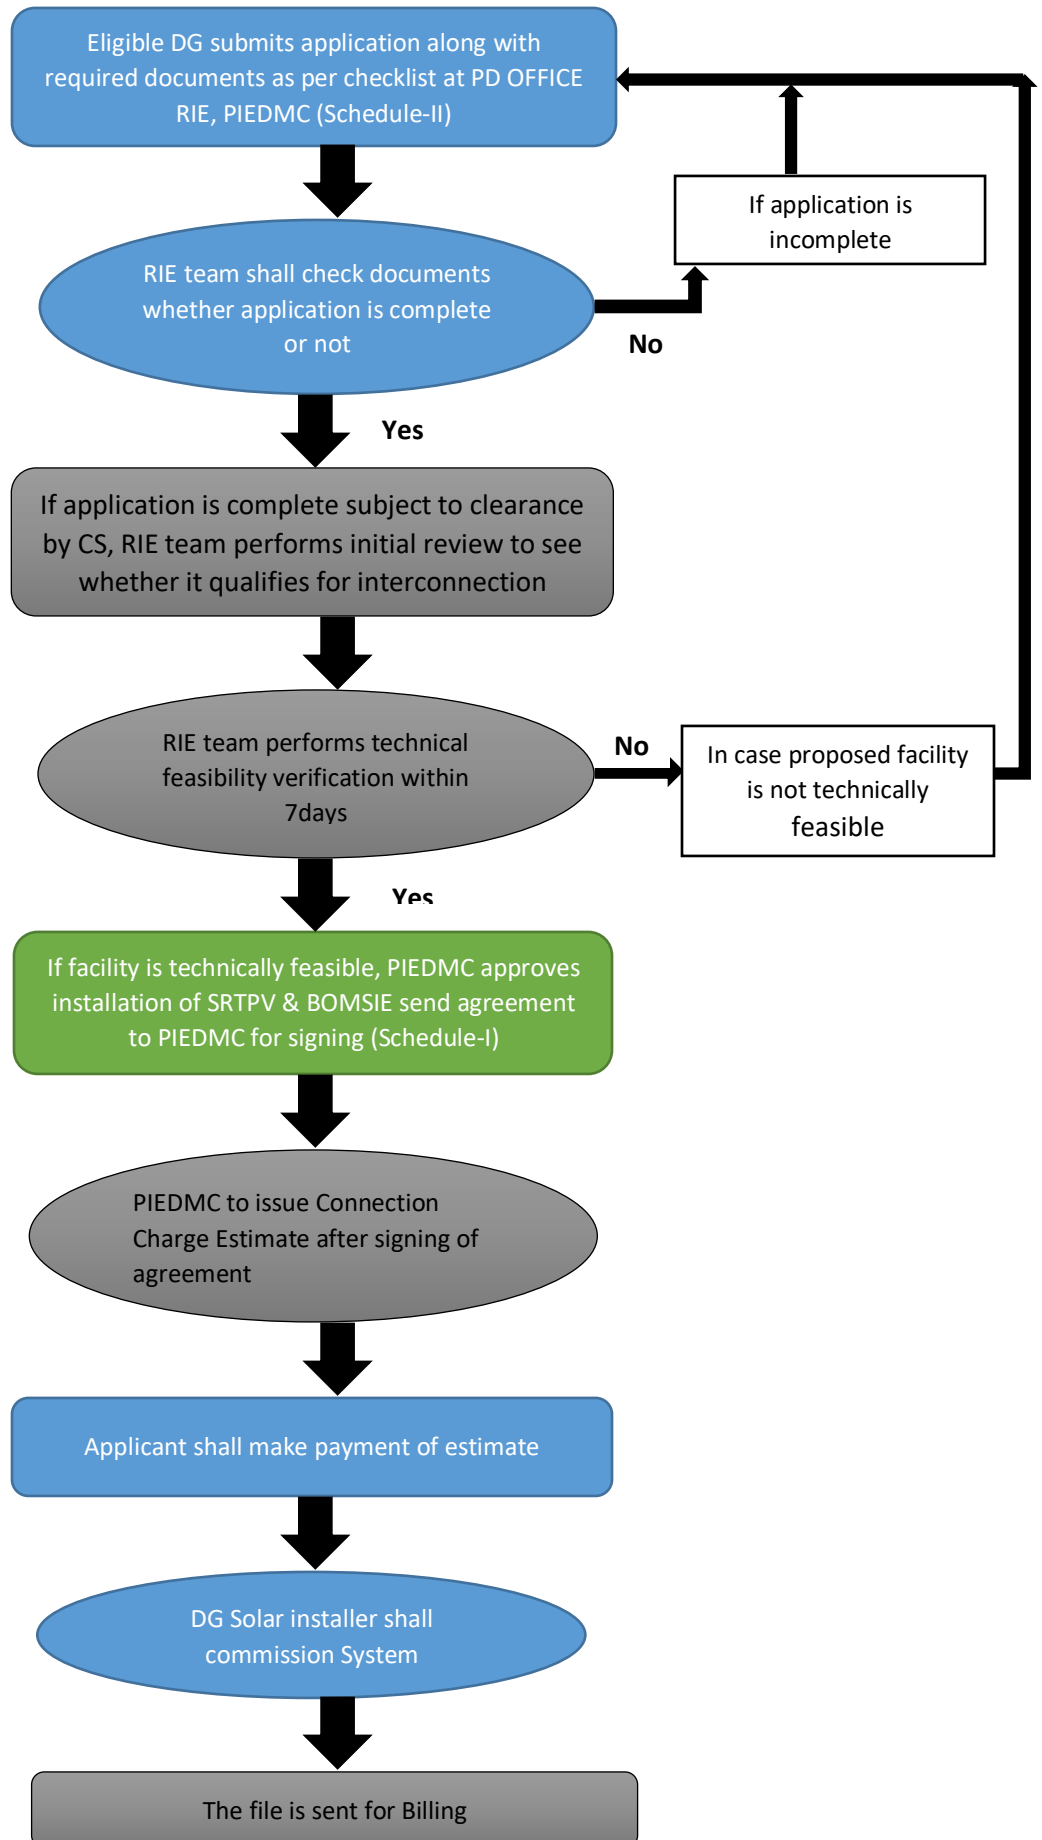 Eligible DG submits application along with
required documents as per checklist at PD OFFICE
RIE, PIEDMC (Schedule-II)
If application is
incomplete
RIE team shall check documents
whether application is complete
or not
No
Yes
If application is complete subject to clearance
by CS, RIE team performs initial review to see
whether it qualifies for interconnection
RIE team performs technical
feasibility verification within
7days
No
In case proposed facility
is not technically
feasible
Yes
If facility is technically feasible, PIEDMC approves
installation of SRTPV & BOMSIE send agreement
to PIEDMC for signing (Schedule-I)
PIEDMC to issue Connection
Charge Estimate after signing of
agreement
Applicant shall make payment of estimate
DG Solar installer shall
commission System
The file is sent for Billing